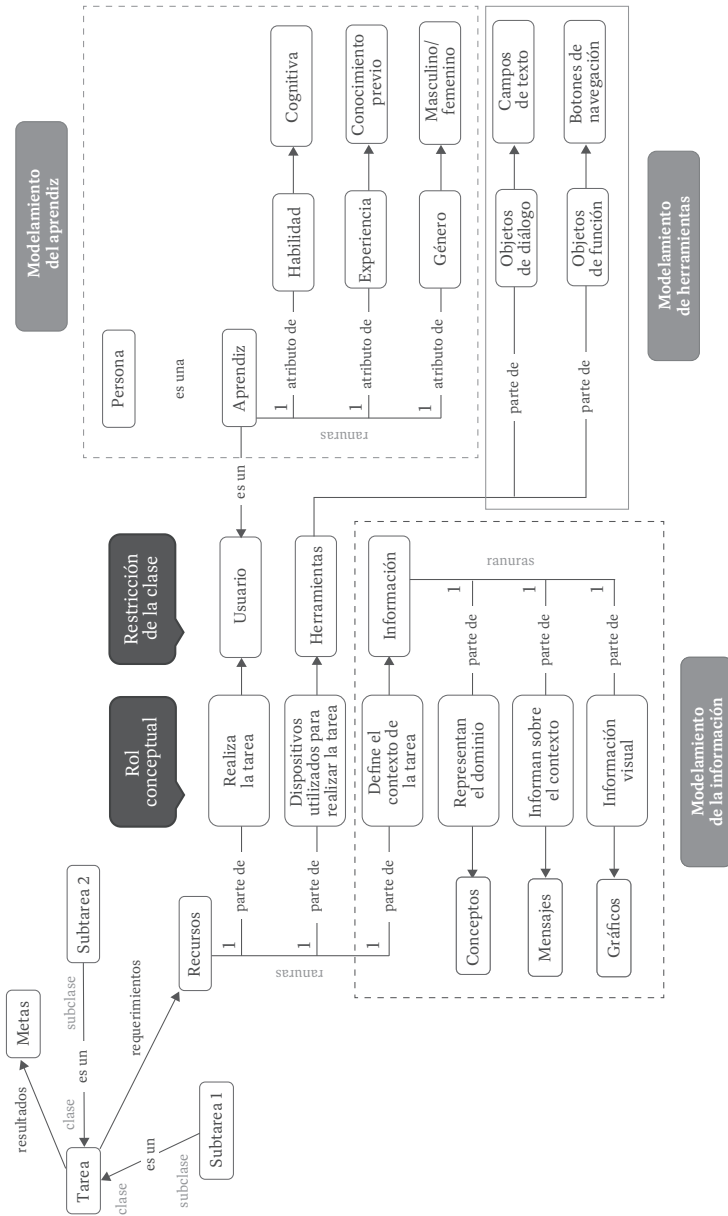 resultados
Metas
Tarea
clase
es un
subclase
Subtarea 2
clase
es un
subclase
Subtarea 1
requerimientos
Recursos
ranuras
1
parte de
1
parte de
1
parte de
Rol
conceptual
Restricción
de la clase
Realiza
la tarea
Usuario
Dispositivos
utilizados para
realizar la tarea
Herramientas
Define el
contexto de
la tarea
Información
ranuras
1
parte de
Representan
el dominio
Conceptos
1
parte de
Informan sobre
el contexto
Mensajes
1
parte de
Información
visual
Gráficos
Modelamiento
de la información
Modelamiento
del aprendiz
Persona
es una
Aprendiz
es un
ranuras
1
atributo de
Habilidad
Cognitiva
1
atributo de
Experiencia
Conocimiento
previo
1
atributo de
Género
Masculino/
femenino
parte de
Objetos
de diálogo
Campos
de texto
parte de
Objetos
de función
Botones de
navegación
Modelamiento
de herramientas